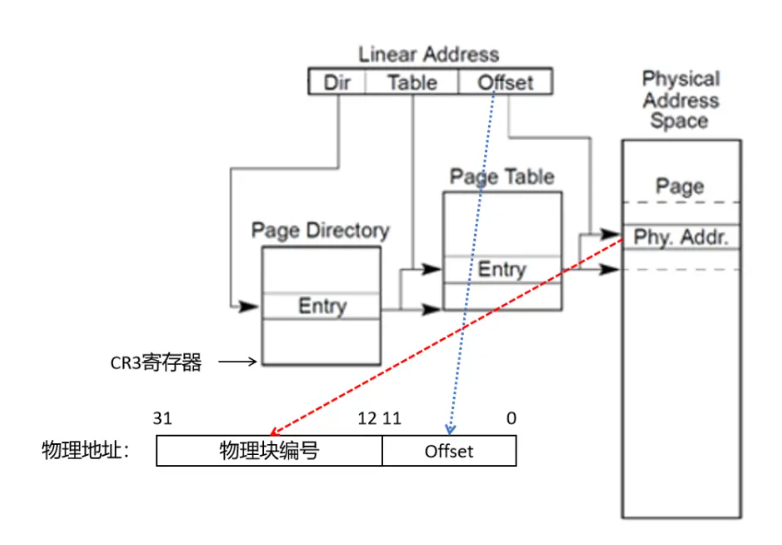 Linear Address
Dir Table Offset
Physical
Address
Space
Page Table
Page
Page Directory
Phy. Addr.
Entry
Entry
CR3寄存器
31 12 11 0
物理地址： 物理块编号 Offset